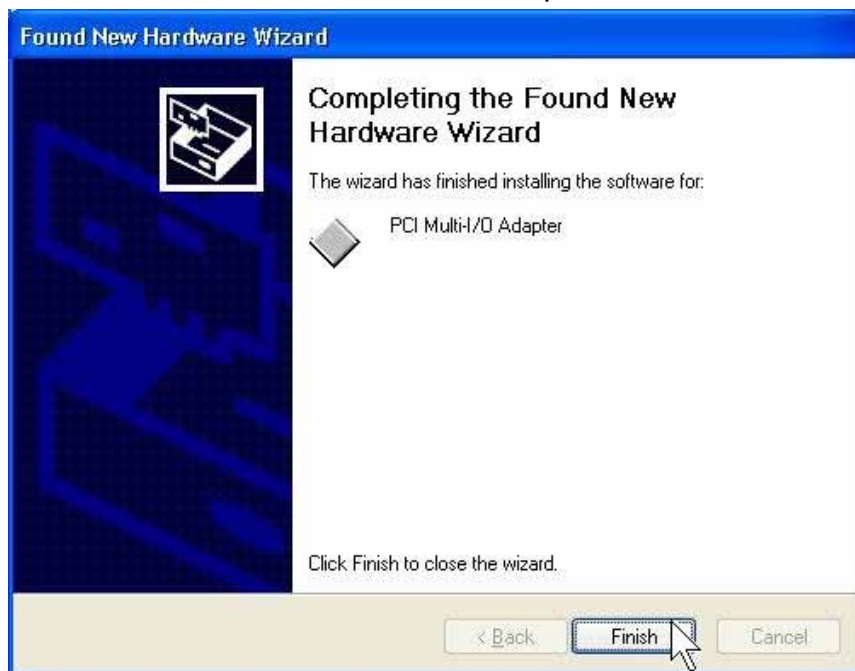 Found New Hardware Wizard
Completing the Found New
Hardware Wizard
The wizard has finished installing the software for:
PCI Multi-I/O Adapter
Click Finish to close the wizard.
< Back Finish Cancel